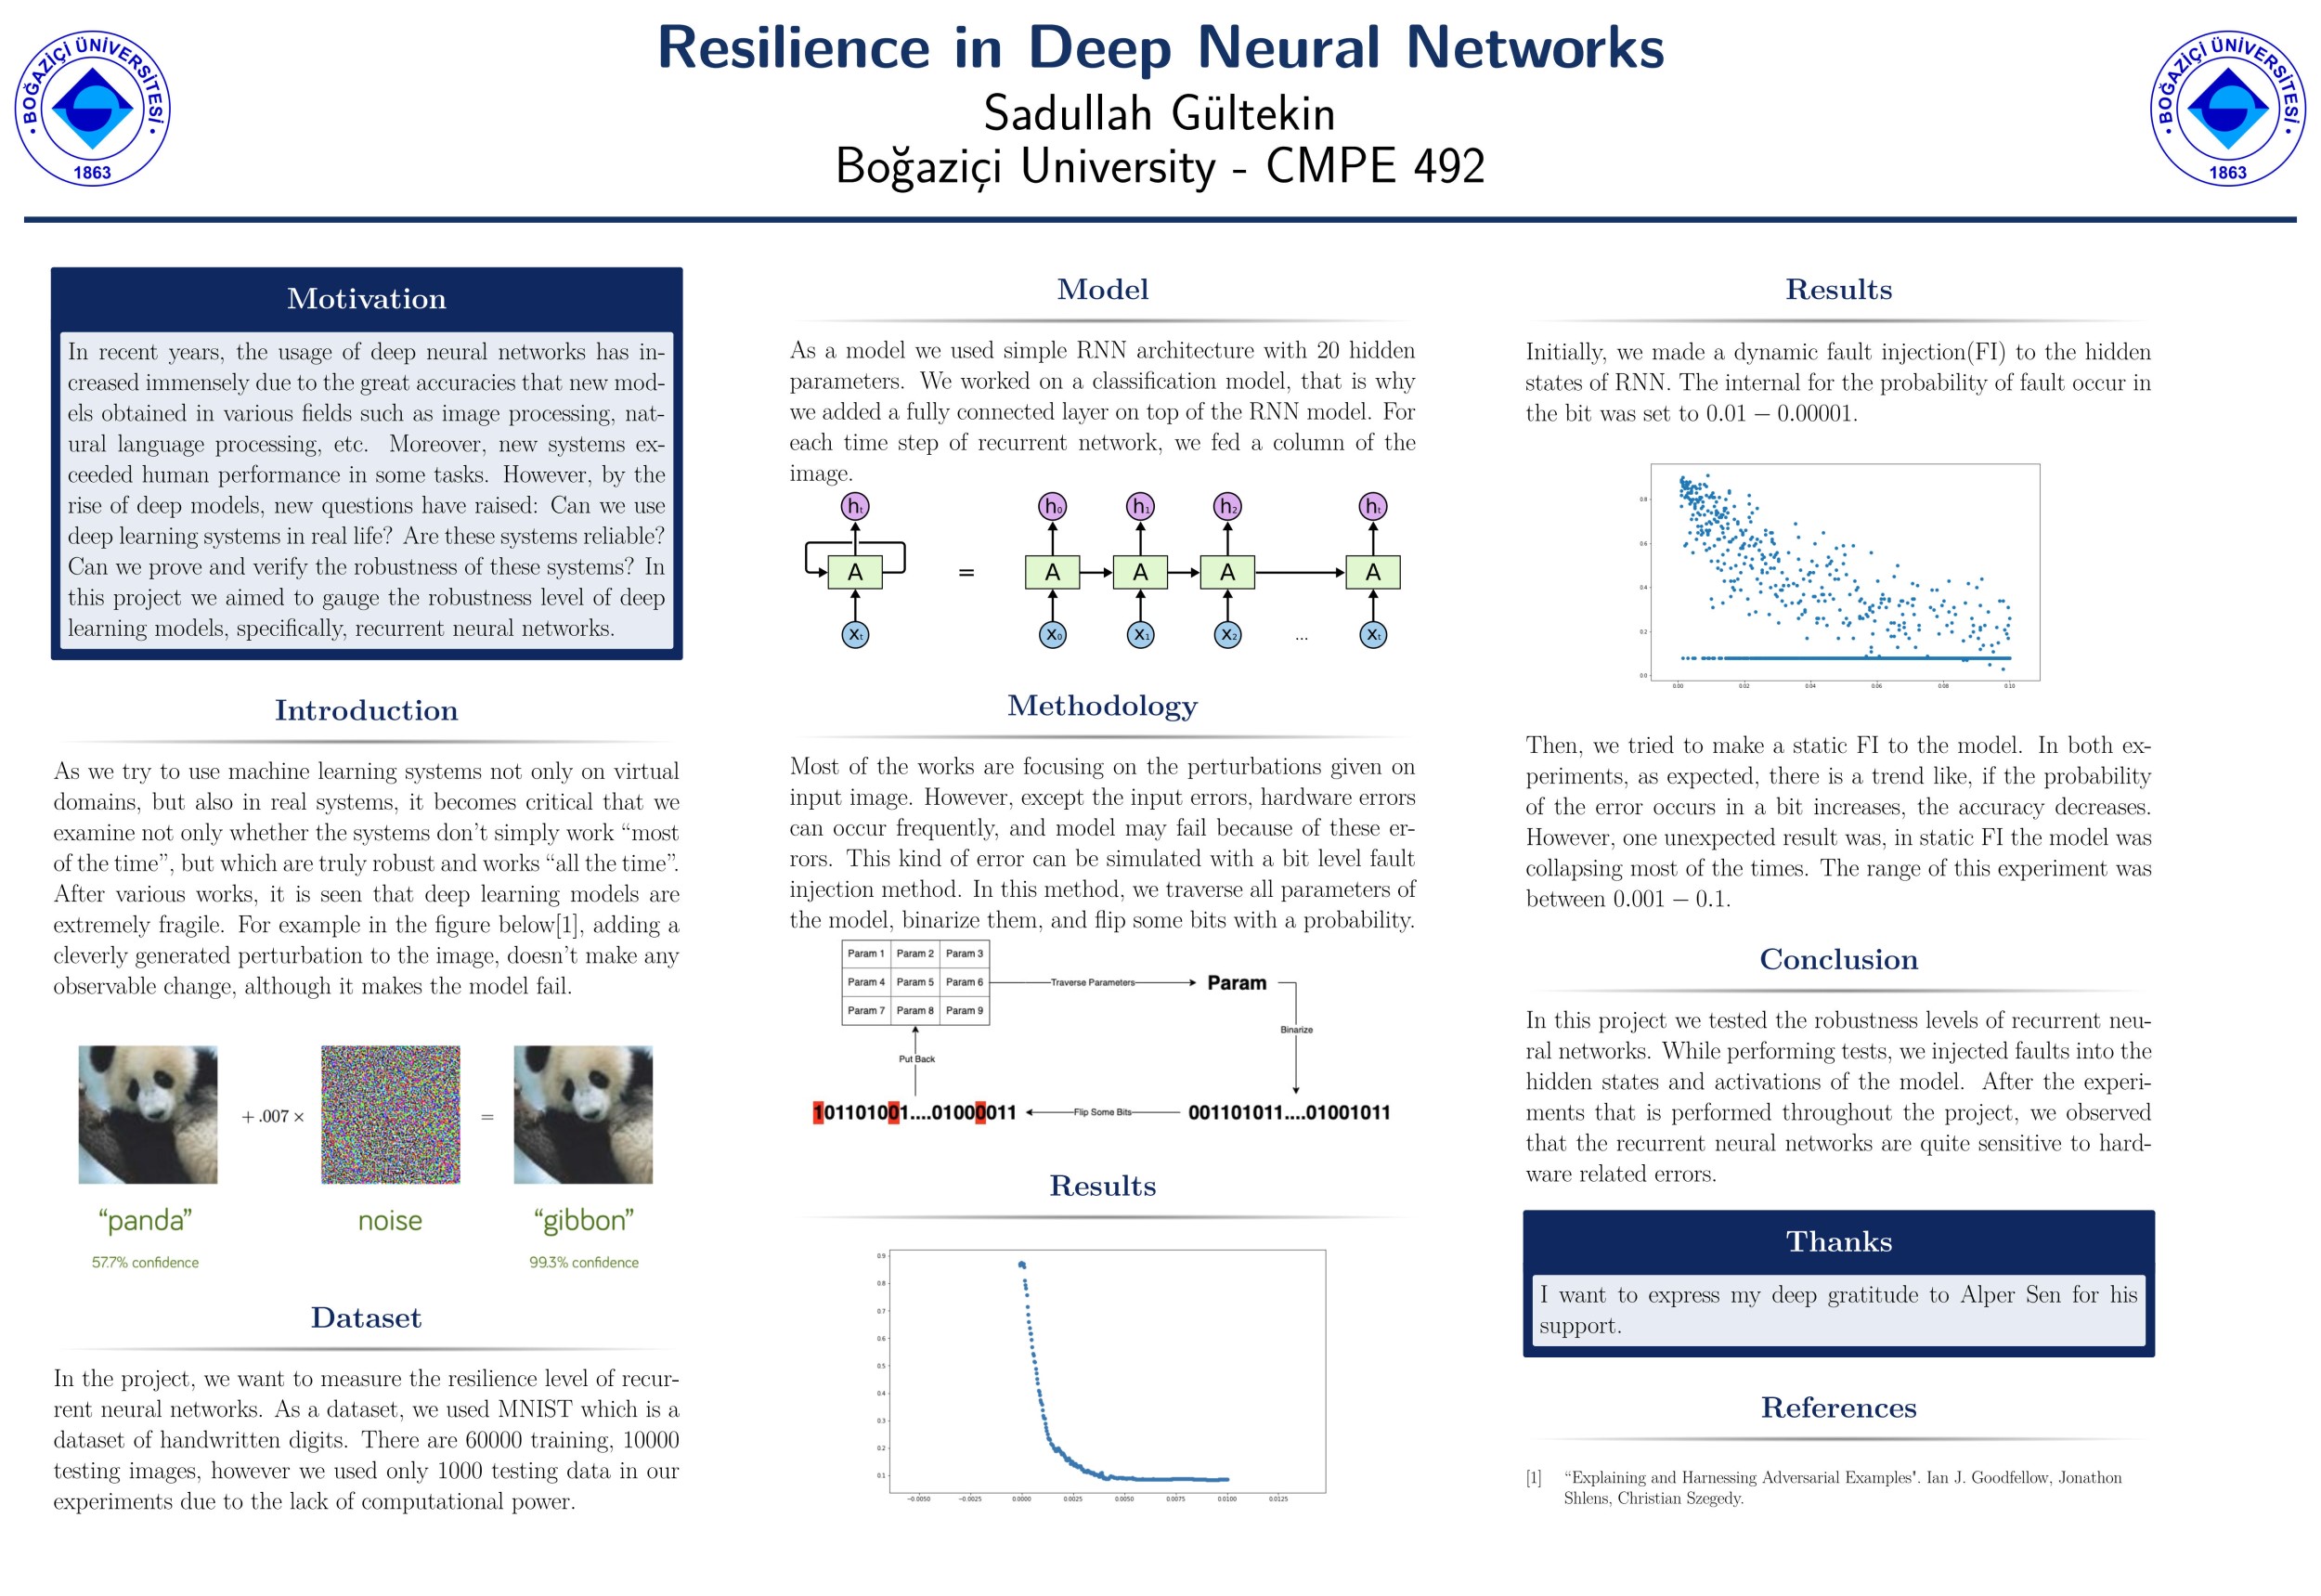 Resilience in Deep Neural Networks
Sadullah Gültekin
Boğaziçi University - CMPE 492
BOĞAZİÇİ ÜNİVERSİTESİ
1863
BOĞAZİÇİ ÜNİVERSİTESİ
1863
Motivation
In recent years, the usage of deep neural networks has in-
creased immensely due to the great accuracies that new mod-
els obtained in various fields such as image processing, nat-
ural language processing, etc. Moreover, new systems ex-
ceeded human performance in some tasks. However, by the
rise of deep models, new questions have raised: Can we use
deep learning systems in real life? Are these systems reliable?
Can we prove and verify the robustness of these systems? In
this project we aimed to gauge the robustness level of deep
learning models, specifically, recurrent neural networks.
Introduction
As we try to use machine learning systems not only on virtual
domains, but also in real systems, it becomes critical that we
examine not only whether the systems don't simply work “most
of the time”, but which are truly robust and works “all the time”.
After various works, it is seen that deep learning models are
extremely fragile. For example in the figure below[1], adding a
cleverly generated perturbation to the image, doesn't make any
observable change, although it makes the model fail.
+ .007 ×
=
“panda”
noise
“gibbon”
57.7% confidence
99.3% confidence
Dataset
In the project, we want to measure the resilience level of recur-
rent neural networks. As a dataset, we used MNIST which is a
dataset of handwritten digits. There are 60000 training, 10000
testing images, however we used only 1000 testing data in our
experiments due to the lack of computational power.
Model
As a model we used simple RNN architecture with 20 hidden
parameters. We worked on a classification model, that is why
we added a fully connected layer on top of the RNN model. For
each time step of recurrent network, we fed a column of the
image.
ht h0 h1 h2 ht
A = A A A A
xt x0 x1 x2 ... xt
Methodology
Most of the works are focusing on the perturbations given on
input image. However, except the input errors, hardware errors
can occur frequently, and model may fail because of these er-
rors. This kind of error can be simulated with a bit level fault
injection method. In this method, we traverse all parameters of
the model, binarize them, and flip some bits with a probability.
Param 1 Param 2 Param 3
Param 4 Param 5 Param 6
Param 7 Param 8 Param 9
Traverse Parameters
Param
Binarize
Put Back
101101001....01000011
Flip Some Bits
001101011....01001011
Results
0.9
0.8
0.7
0.6
0.5
0.4
0.3
0.2
0.1
−0.0050 −0.0025 0.0000 0.0025 0.0050 0.0075 0.0100 0.0125
Results
Initially, we made a dynamic fault injection(FI) to the hidden
states of RNN. The internal for the probability of fault occur in
the bit was set to 0.01 − 0.00001.
0.8
0.6
0.4
0.2
0.0
0.00 0.02 0.04 0.06 0.08 0.10
Then, we tried to make a static FI to the model. In both ex-
periments, as expected, there is a trend like, if the probability
of the error occurs in a bit increases, the accuracy decreases.
However, one unexpected result was, in static FI the model was
collapsing most of the times. The range of this experiment was
between 0.001 − 0.1.
Conclusion
In this project we tested the robustness levels of recurrent neu-
ral networks. While performing tests, we injected faults into the
hidden states and activations of the model. After the experi-
ments that is performed throughout the project, we observed
that the recurrent neural networks are quite sensitive to hard-
ware related errors.
Thanks
I want to express my deep gratitude to Alper Sen for his
support.
References
[1] “Explaining and Harnessing Adversarial Examples". Ian J. Goodfellow, Jonathon
Shlens, Christian Szegedy.